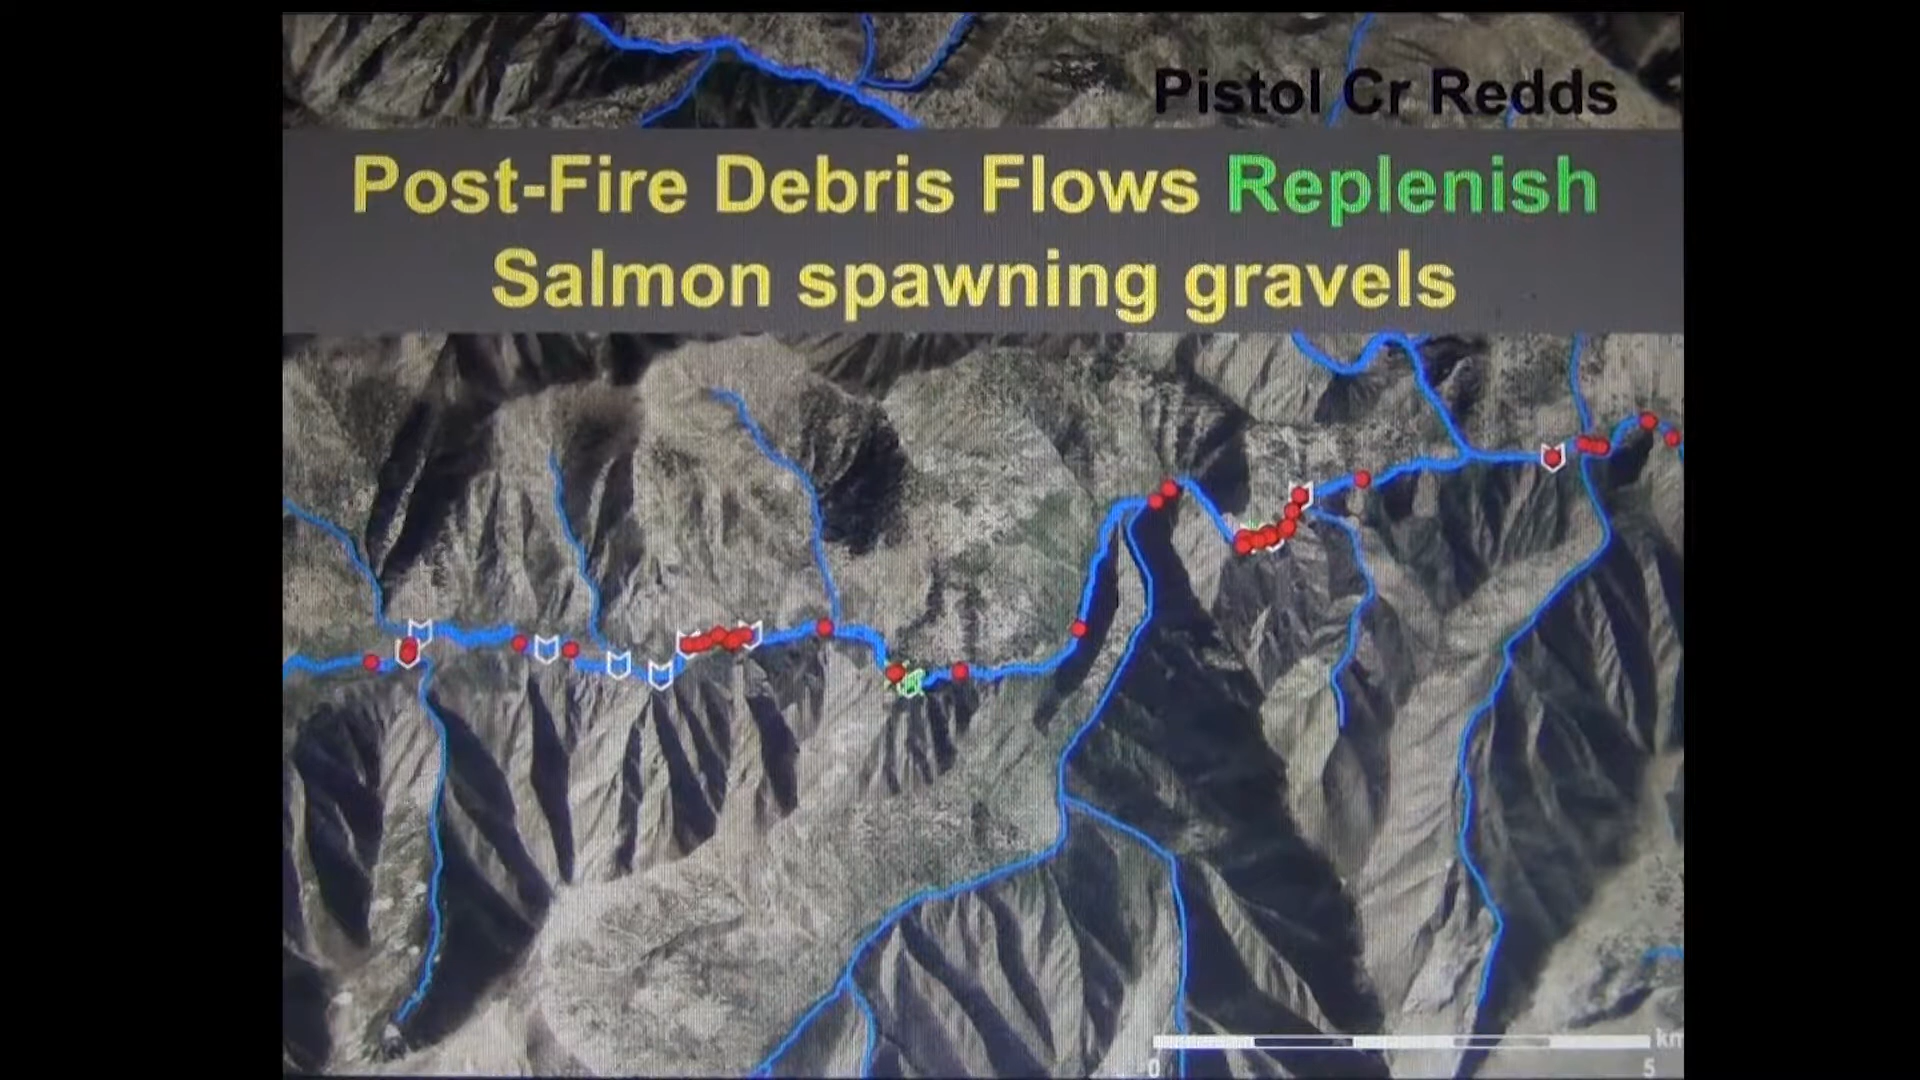 Pistol Cr Redds
Post-Fire Debris Flows Replenish
Salmon spawning gravels
km
0 5